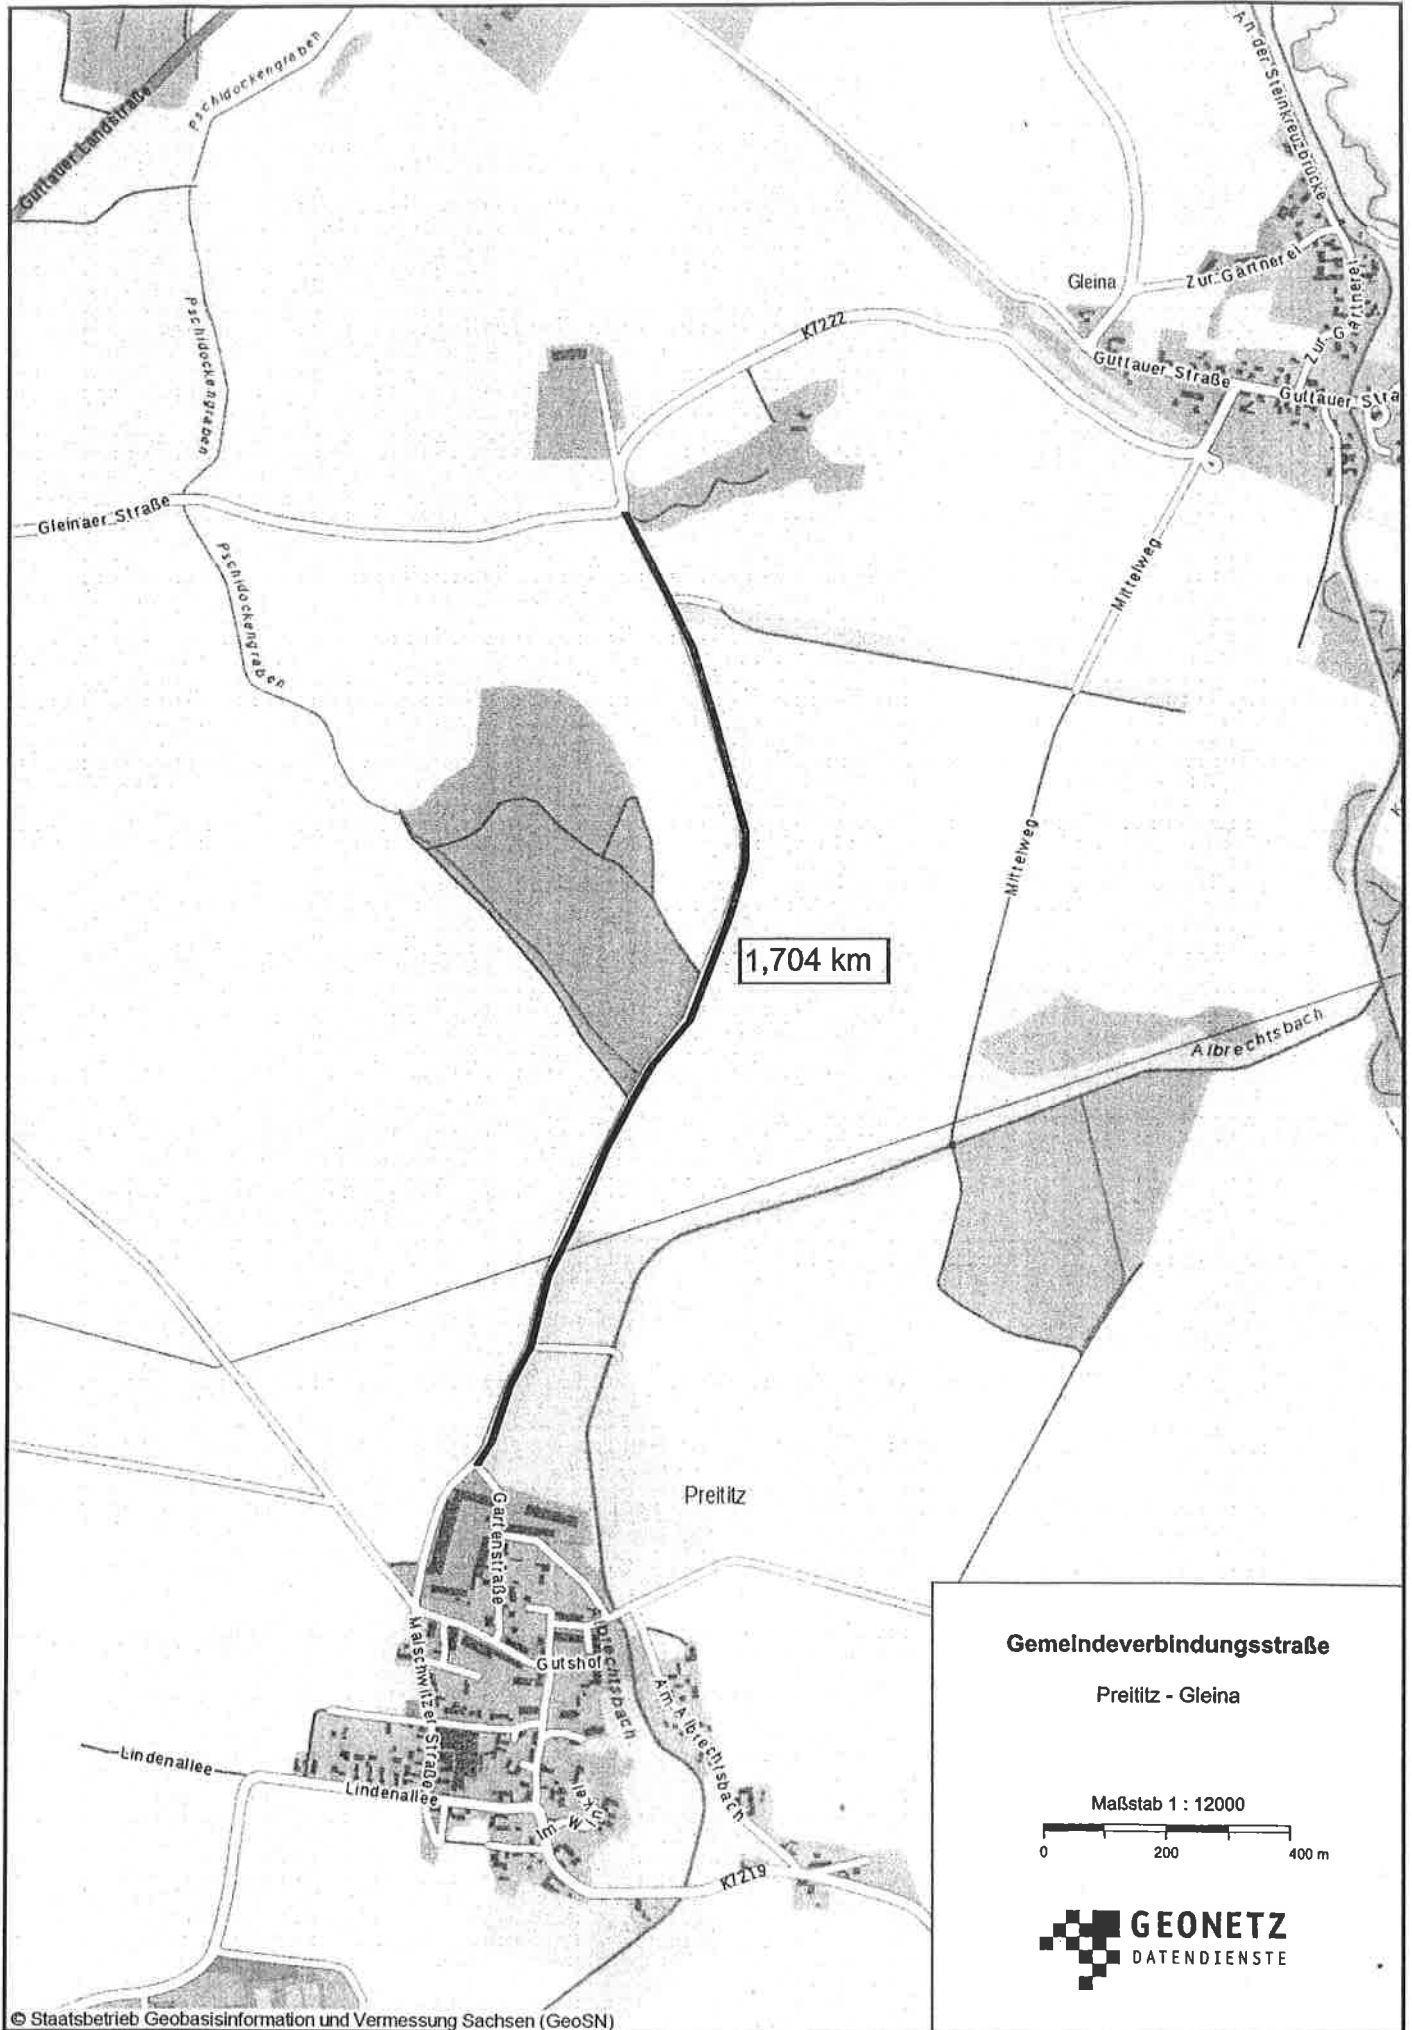 An der Steinkreuzbrücke
Pschidockengraben
Guttauer Landstraße
Gleina
Zur Gärtnerei
Zur Gärtnerei
K7222
Pschidockengraben
Guttauer Straße
Guttauer Stra
Gleinaer Straße
Pschidockengraben
Mittelweg
Mittelweg
1,704 km
Albrechtsbach
Preititz
Gartenstraße
Albrechtsbach
Gutshof
Malschwitzer Straße
Am Albrechtsbach
Lindenallee
Lindenallee
Im Winkel
K7219
Gemeindeverbindungsstraße
Preititz - Gleina
Maßstab 1 : 12000
0 200 400 m
GEONETZ
DATENDIENSTE
© Staatsbetrieb Geobasisinformation und Vermessung Sachsen (GeoSN)